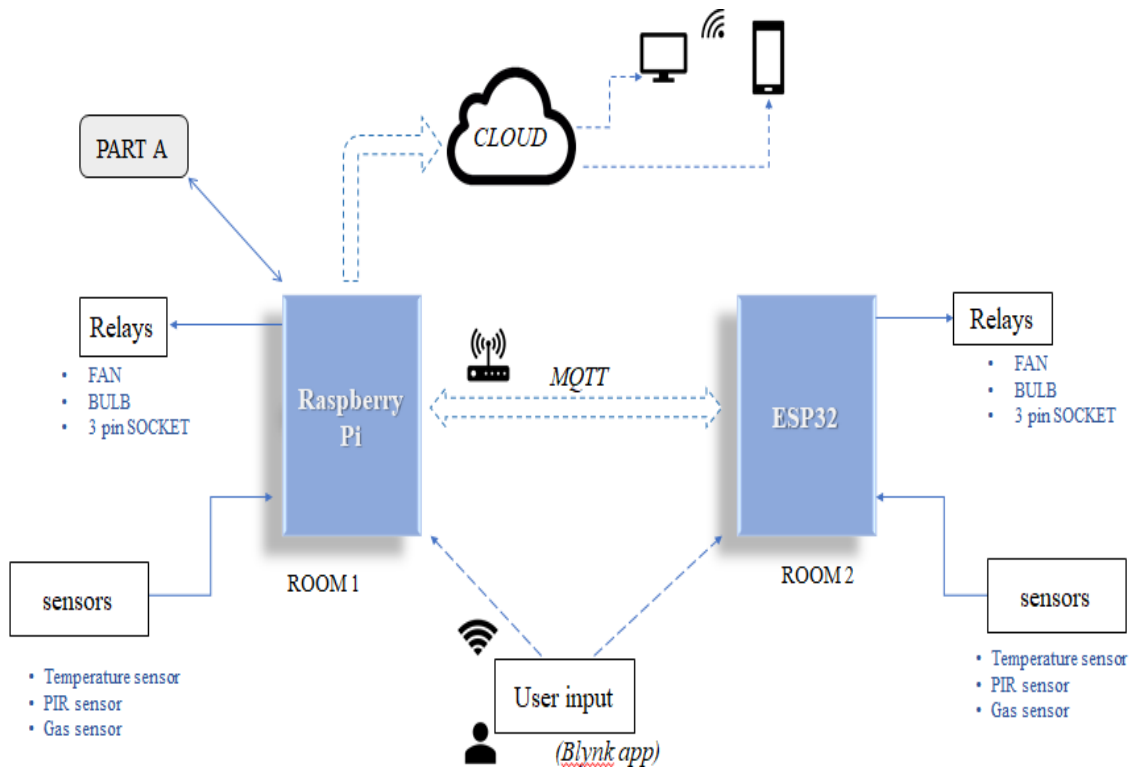 CLOUD
PART A
Relays
• FAN
• BULB
• 3 pin SOCKET
Raspberry
Pi
MQTT
ESP32
Relays
• FAN
• BULB
• 3 pin SOCKET
ROOM 1
ROOM 2
sensors
• Temperature sensor
• PIR sensor
• Gas sensor
User input
(Blynk app)
sensors
• Temperature sensor
• PIR sensor
• Gas sensor